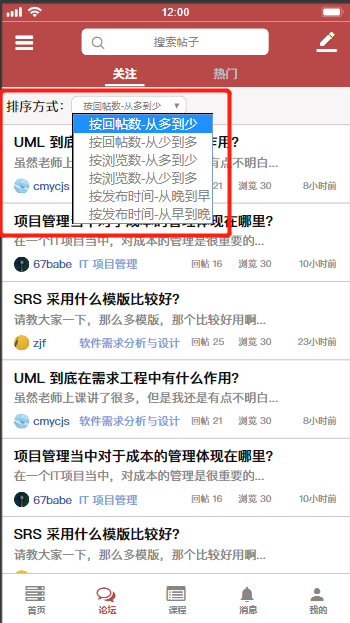 12:00
搜索帖子
关注 热门
排序方式： 按回帖数-从多到少
按回帖数-从多到少
按回帖数-从少到多
按浏览数-从多到少
按浏览数-从少到多
按发布时间-从晚到早
按发布时间-从早到晚
UML 到 作用?
虽然老师上 是有点不明白...
cmycjs 21 浏览 30 8小时前
项目管理当中对于成本的管理体现在哪里?
在一个IT项目当中，对成本的管理是很重要的...
67babe IT 项目管理 回帖 16 浏览 30 10小时前
SRS 采用什么模版比较好?
请教大家一下，那么多模版，那个比较好用啊...
zjf 软件需求分析与设计 回帖 25 浏览 30 23小时前
UML 到底在需求工程中有什么作用?
虽然老师上课讲了很多，但是我还是有点不明白...
cmycjs 软件需求分析与设计 回帖 21 浏览 30 8小时前
项目管理当中对于成本的管理体现在哪里?
在一个IT项目当中，对成本的管理是很重要的...
67babe IT 项目管理 回帖 16 浏览 30 10小时前
SRS 采用什么模版比较好?
请教大家一下，那么多模版，那个比较好用啊...
首页 论坛 课程 消息 我的